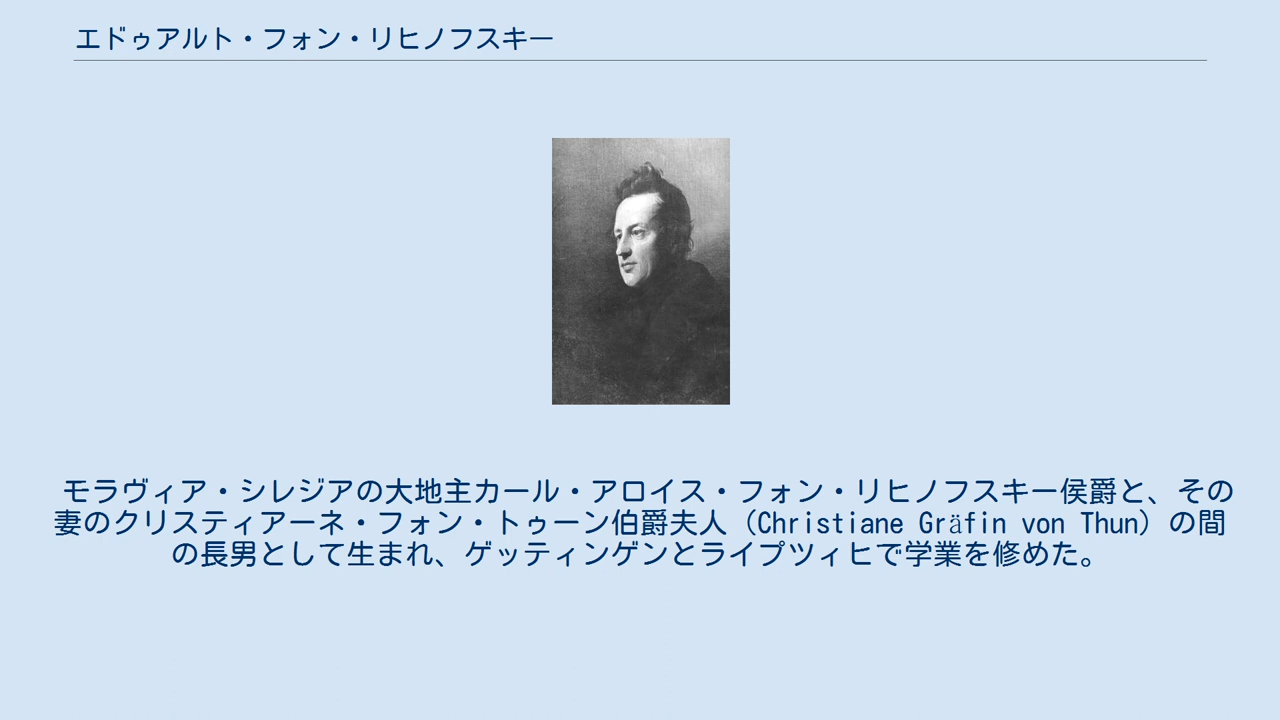 エドゥアルト・フォン・リヒノフスキー
モラヴィア・シレジアの大地主カール・アロイス・フォン・リヒノフスキー侯爵と、その
妻のクリスティアーネ・フォン・トゥーン伯爵夫人（Christiane Gräfin von Thun）の間
の長男として生まれ、ゲッティンゲンとライプツィヒで学業を修めた。